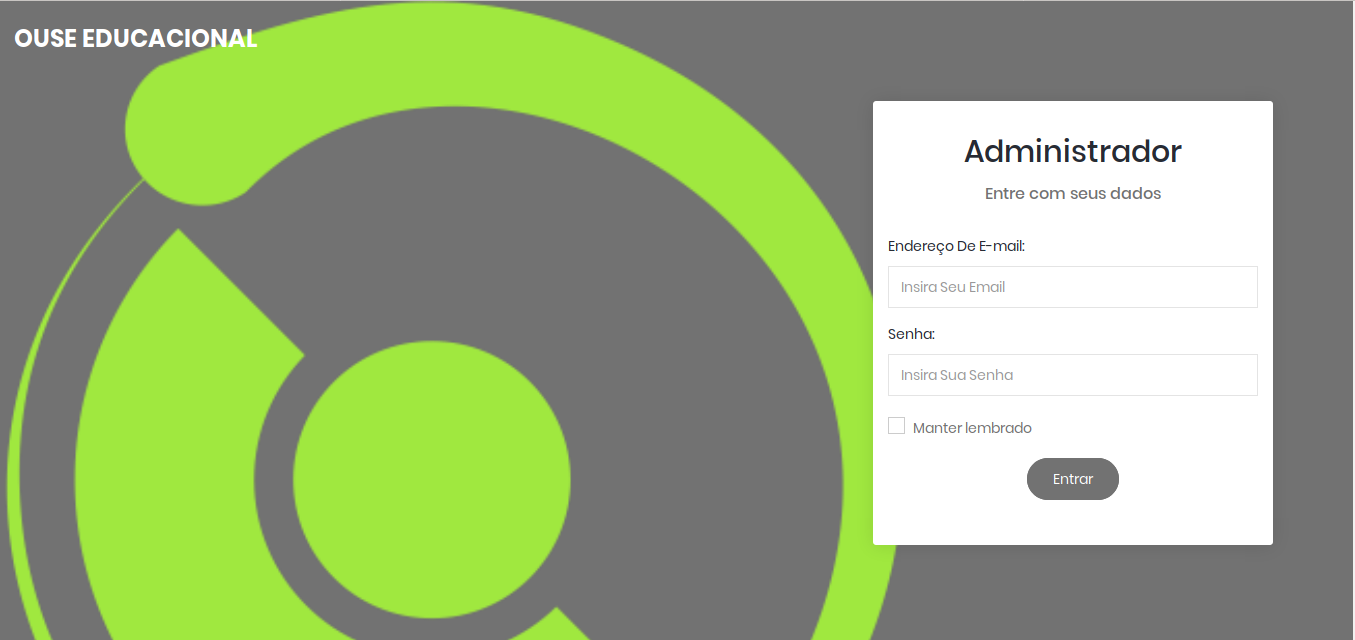 OUSE EDUCACIONAL
Administrador
Entre com seus dados
Endereço De E-mail:
Insira Seu Email
Senha:
Insira Sua Senha
Manter lembrado
Entrar